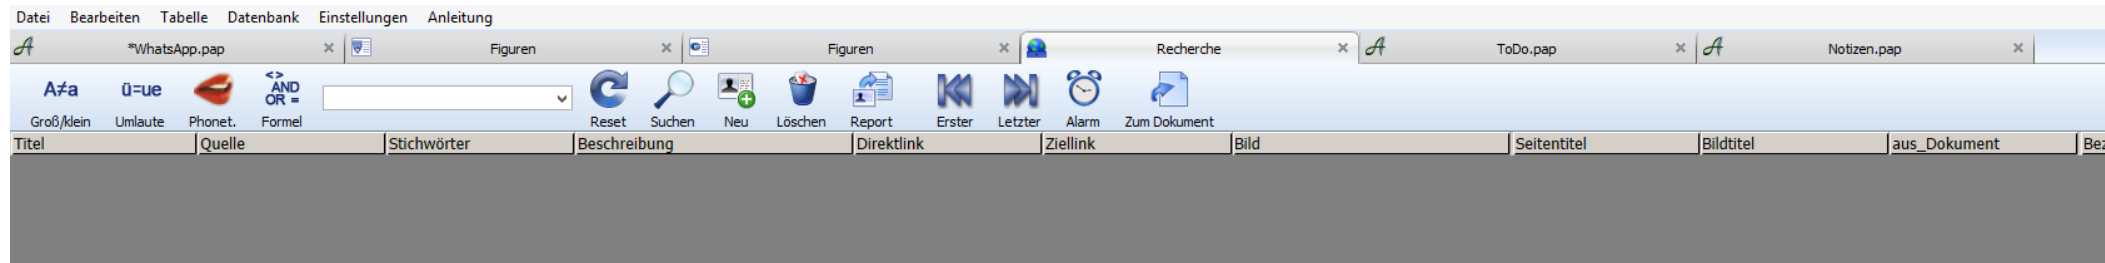 Datei Bearbeiten Tabelle Datenbank Einstellungen Anleitung
*WhatsApp.pap Figuren Figuren Recherche ToDo.pap Notizen.pap
A≠a ü=ue <> AND OR =
Groß/klein Umlaute Phonet. Formel Reset Suchen Neu Löschen Report Erster Letzter Alarm Zum Dokument
Titel Quelle Stichwörter Beschreibung Direktlink Ziellink Bild Seitentitel Bildtitel aus_Dokument Bez